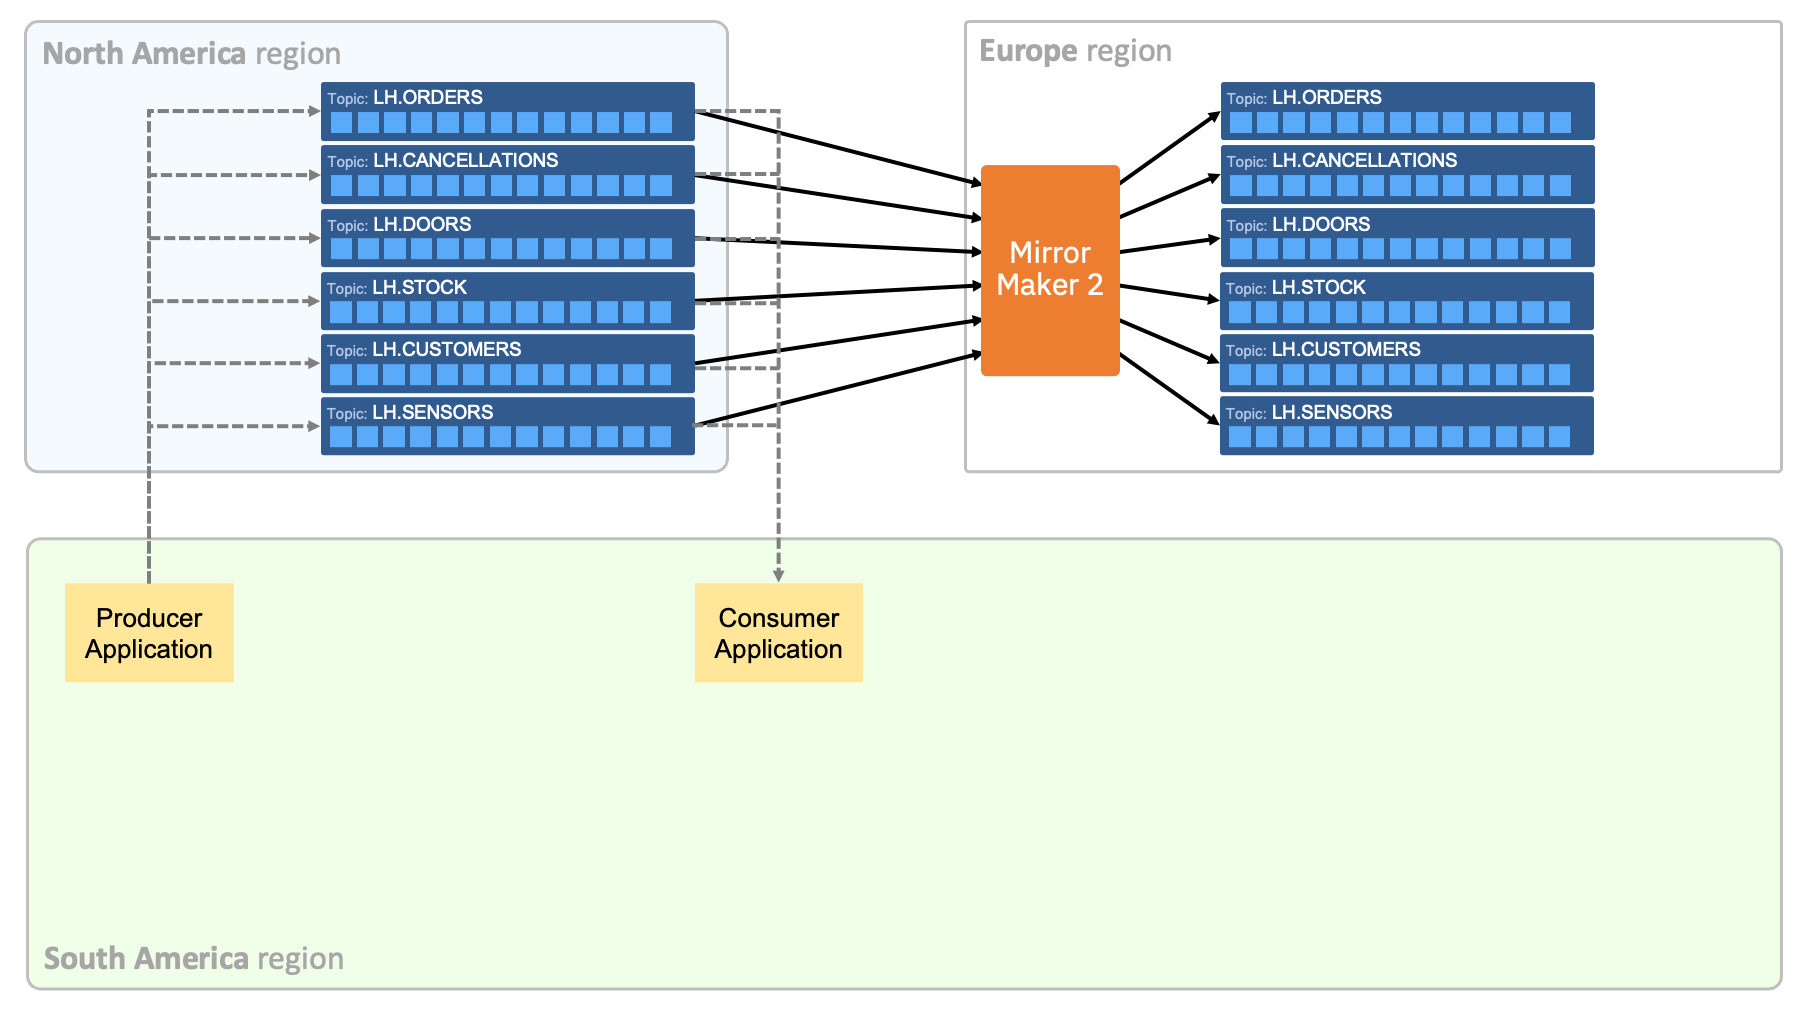 North America region
Topic: LH.ORDERS
Topic: LH.CANCELLATIONS
Topic: LH.DOORS
Topic: LH.STOCK
Topic: LH.CUSTOMERS
Topic: LH.SENSORS
Mirror
Maker 2
Europe region
Topic: LH.ORDERS
Topic: LH.CANCELLATIONS
Topic: LH.DOORS
Topic: LH.STOCK
Topic: LH.CUSTOMERS
Topic: LH.SENSORS
Producer
Application
Consumer
Application
South America region